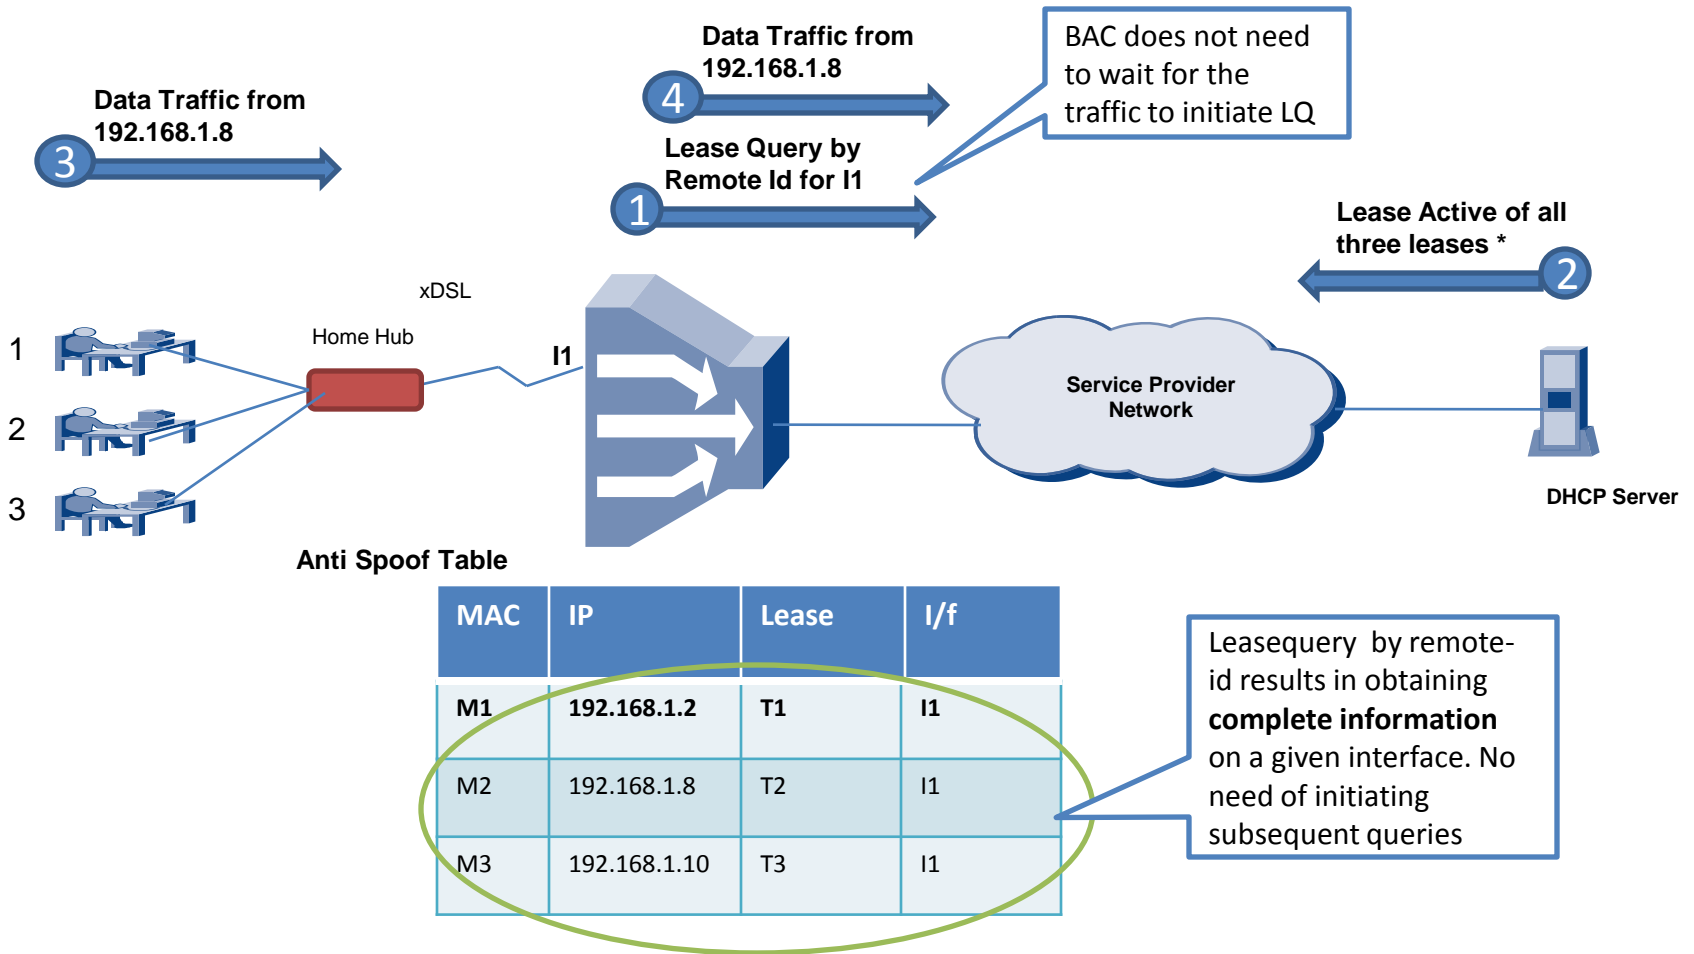 Data Traffic from
192.168.1.8
3
Data Traffic from
192.168.1.8
4
Lease Query by
Remote Id for I1
1
BAC does not need
to wait for the
traffic to initiate LQ
Lease Active of all
three leases *
2
xDSL
Home Hub
I1
1
2
3
Service Provider
Network
DHCP Server
Anti Spoof Table
MAC IP Lease I/f
M1 192.168.1.2 T1 I1
M2 192.168.1.8 T2 I1
M3 192.168.1.10 T3 I1
Leasequery by remote-
id results in obtaining
complete information
on a given interface. No
need of initiating
subsequent queries